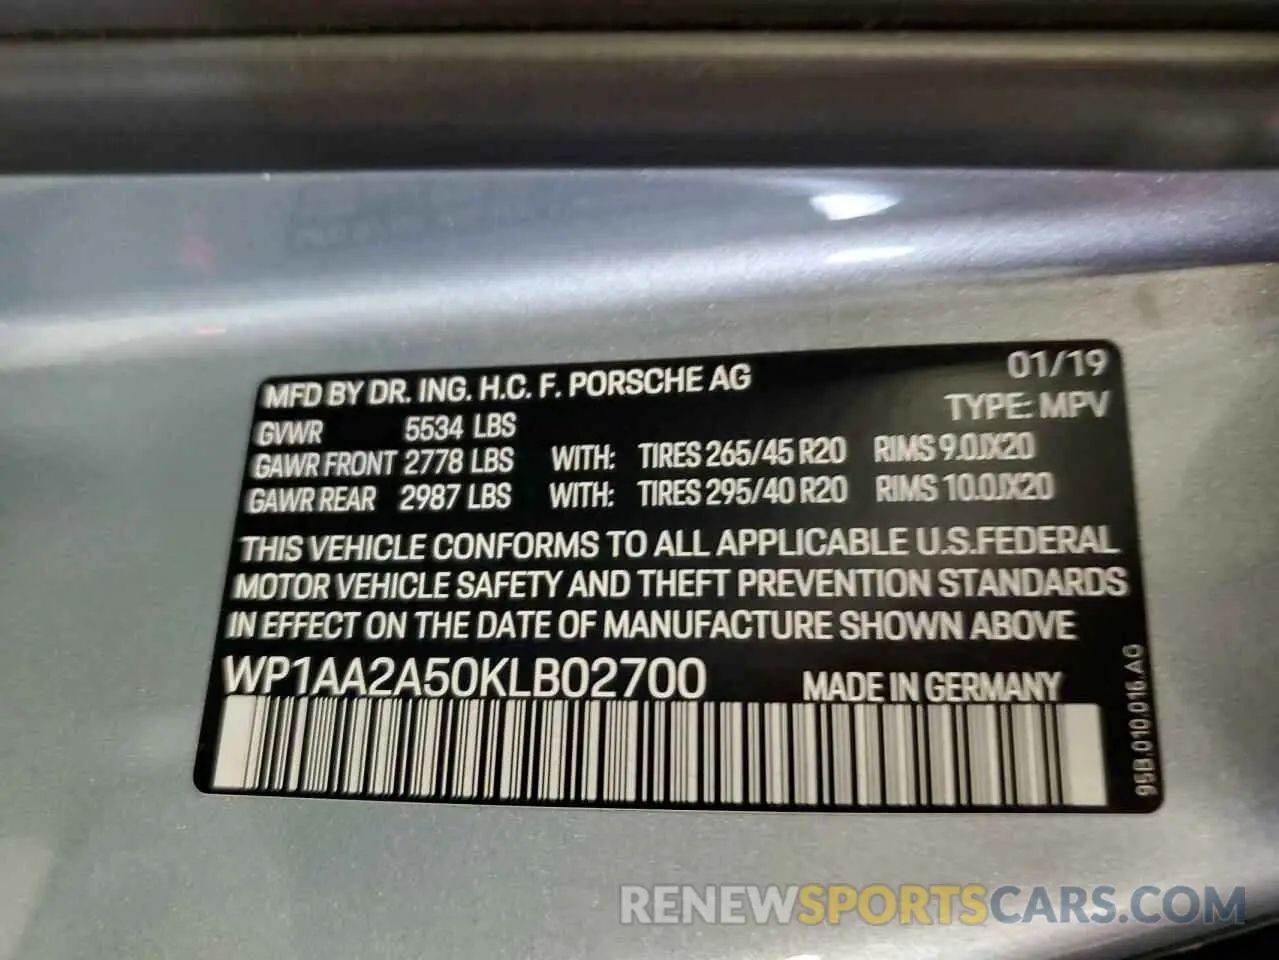 MFD BY DR. ING. H.C. F. PORSCHE AG 01/19
GVWR 5534 LBS TYPE: MPV
GAWR FRONT 2778 LBS WITH: TIRES 265/45 R20 RIMS 9.0JX20
GAWR REAR 2987 LBS WITH: TIRES 295/40 R20 RIMS 10.0JX20
THIS VEHICLE CONFORMS TO ALL APPLICABLE U.S.FEDERAL
MOTOR VEHICLE SAFETY AND THEFT PREVENTION STANDARDS
IN EFFECT ON THE DATE OF MANUFACTURE SHOWN ABOVE
WP1AA2A50KLB02700 MADE IN GERMANY
95B.010.016.AG
RENEWSPORTSCARS.COM